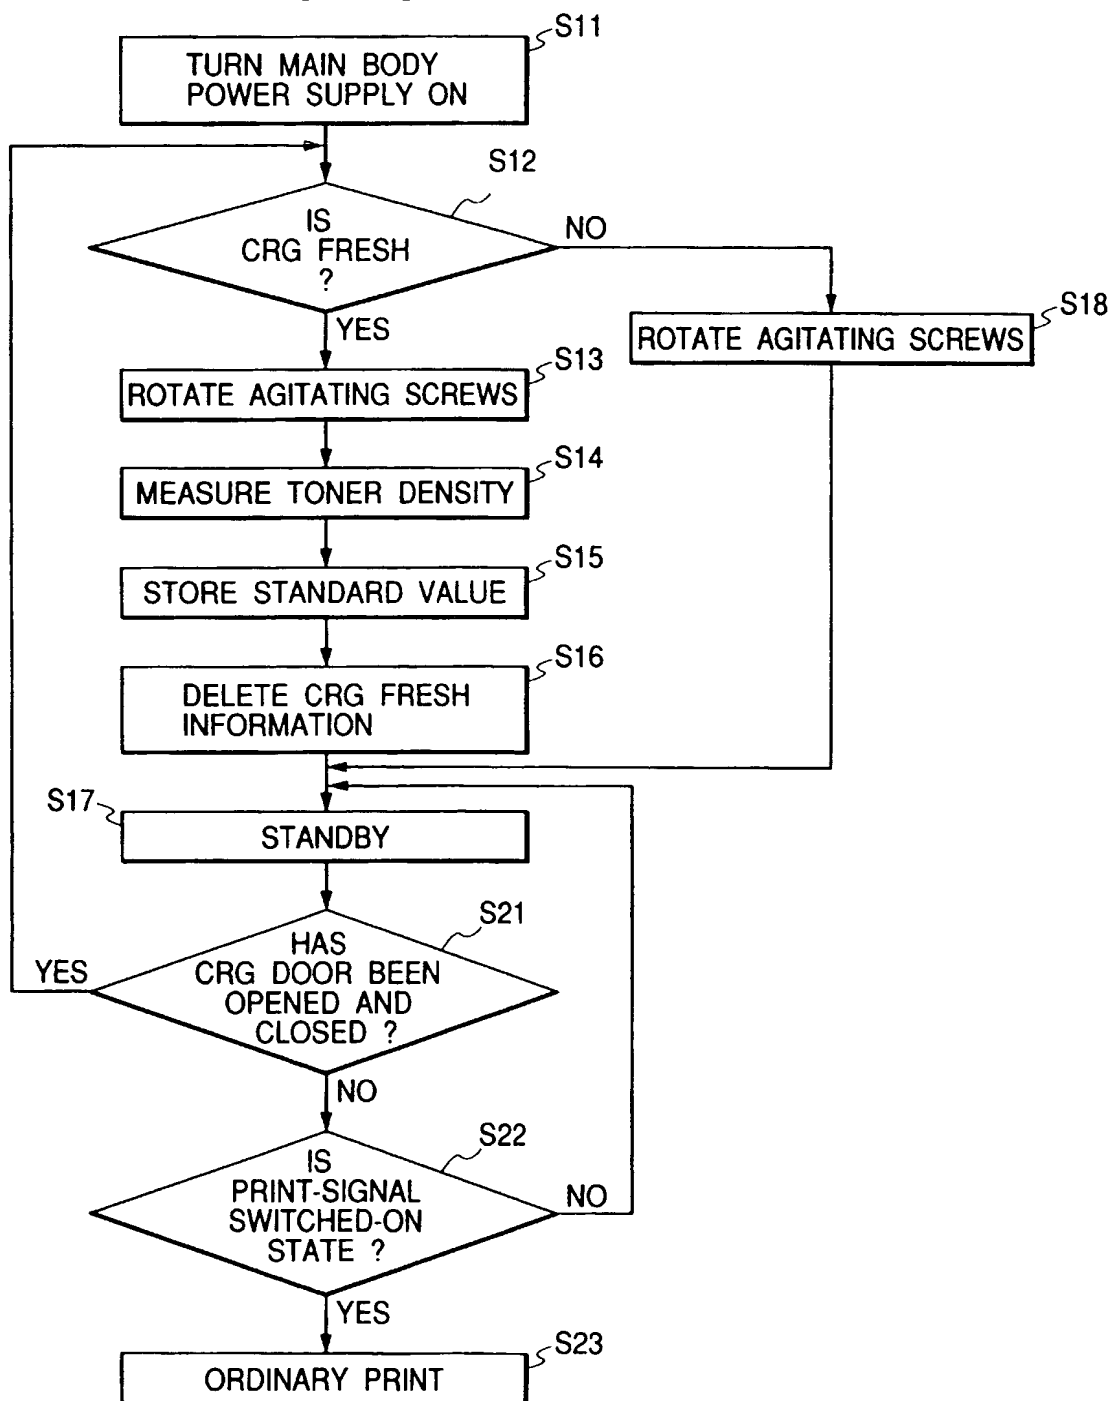 S11
TURN MAIN BODY
POWER SUPPLY ON
S12
IS
CRG FRESH
?
NO
YES
S18
ROTATE AGITATING SCREWS
S13
ROTATE AGITATING SCREWS
S14
MEASURE TONER DENSITY
S15
STORE STANDARD VALUE
S16
DELETE CRG FRESH
INFORMATION
S17
STANDBY
S21
HAS
CRG DOOR BEEN
OPENED AND
CLOSED ?
YES
NO
S22
IS
PRINT-SIGNAL
SWITCHED-ON
STATE ?
NO
YES
S23
ORDINARY PRINT